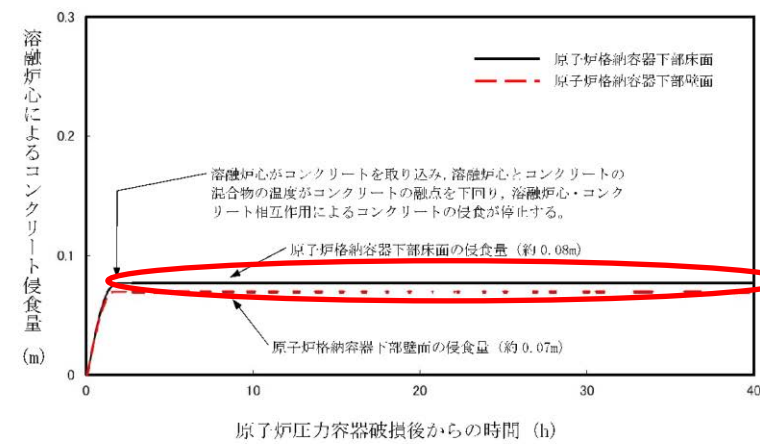 0.3
0.2
0.1
0
溶融炉心によるコンクリート侵食量
(m)
原子炉格納容器下部床面
原子炉格納容器下部壁面
溶融炉心がコンクリートを取り込み，溶融炉心とコンクリートの
混合物の温度がコンクリートの融点を下回り，溶融炉心・コンク
リート相互作用によるコンクリートの侵食が停止する。
原子炉格納容器下部床面の侵食量（約 0.08m）
原子炉格納容器下部壁面の侵食量（約 0.07m）
0 10 20 30 40
原子炉圧力容器破損後からの時間（h）